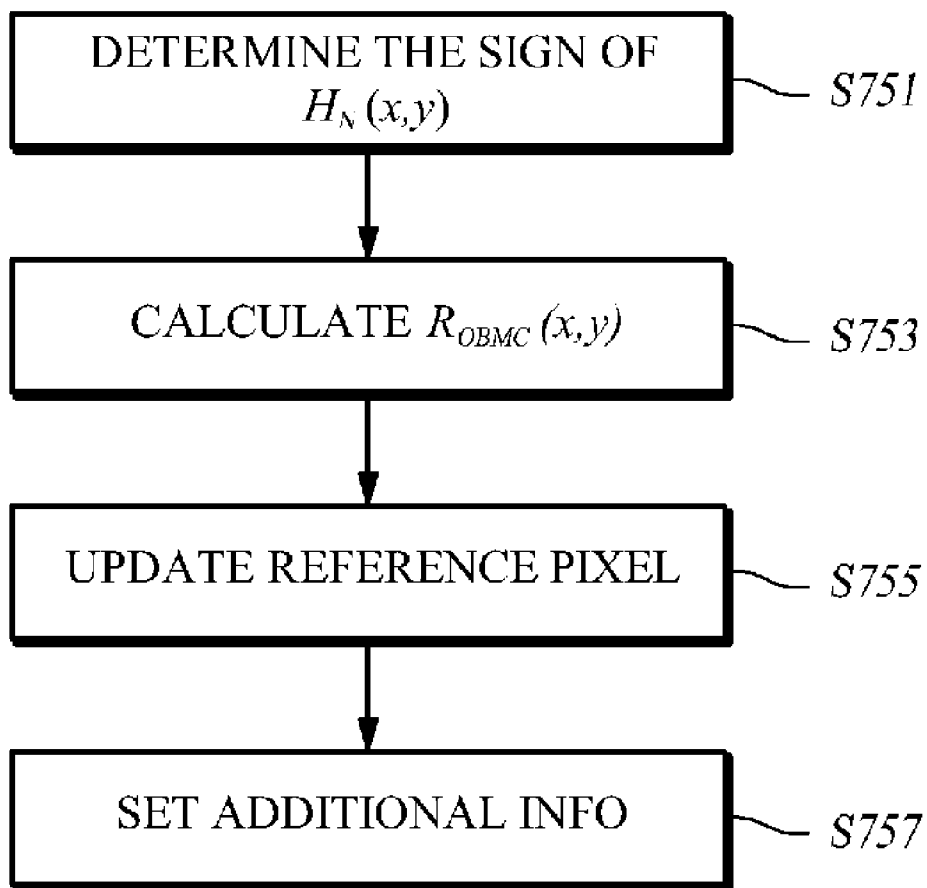 DETERMINE THE SIGN OF
H_N (x,y)
S751
CALCULATE R_OBMC (x,y)
S753
UPDATE REFERENCE PIXEL
S755
SET ADDITIONAL INFO
S757